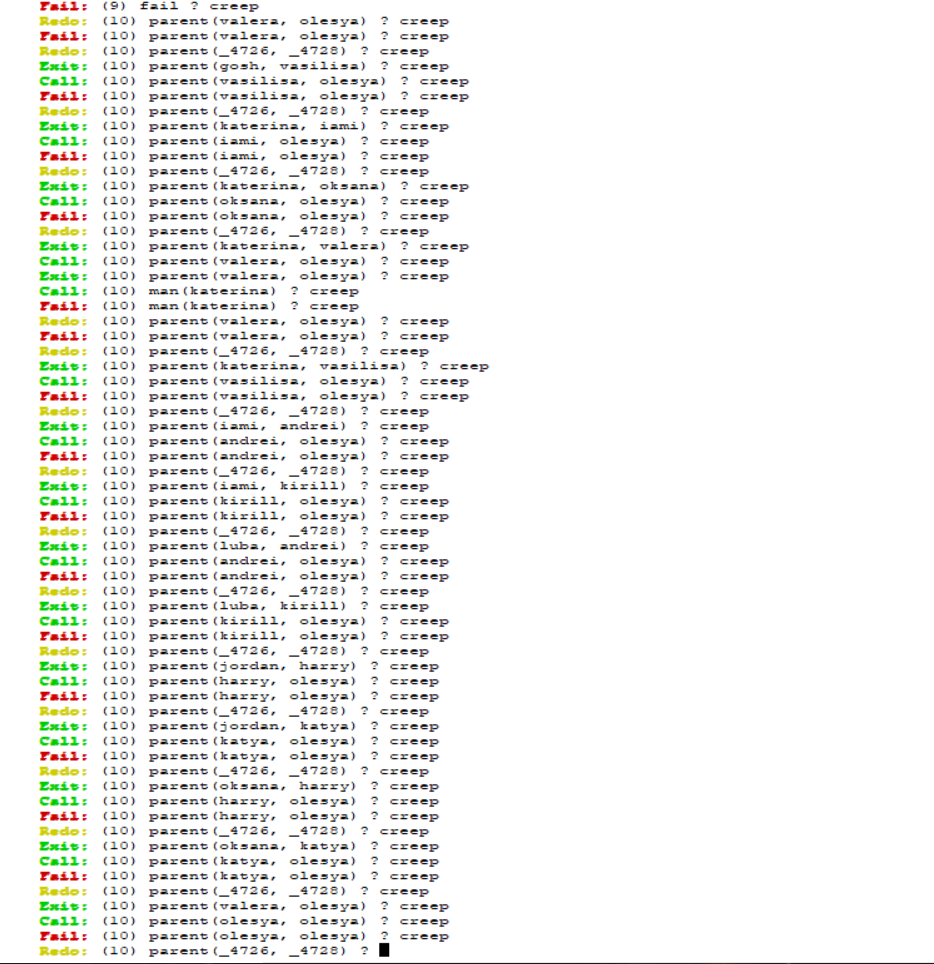 Fail: (9) fail ? creep
Redo: (10) parent(valera, olesya) ? creep
Fail: (10) parent(valera, olesya) ? creep
Redo: (10) parent(_4726, _4728) ? creep
Exit: (10) parent(gosh, vasilisa) ? creep
Call: (10) parent(vasilisa, olesya) ? creep
Fail: (10) parent(vasilisa, olesya) ? creep
Redo: (10) parent(_4726, _4728) ? creep
Exit: (10) parent(katerina, iami) ? creep
Call: (10) parent(iami, olesya) ? creep
Fail: (10) parent(iami, olesya) ? creep
Redo: (10) parent(_4726, _4728) ? creep
Exit: (10) parent(katerina, oksana) ? creep
Call: (10) parent(oksana, olesya) ? creep
Fail: (10) parent(oksana, olesya) ? creep
Redo: (10) parent(_4726, _4728) ? creep
Exit: (10) parent(katerina, valera) ? creep
Call: (10) parent(valera, olesya) ? creep
Exit: (10) parent(valera, olesya) ? creep
Call: (10) man(katerina) ? creep
Fail: (10) man(katerina) ? creep
Redo: (10) parent(valera, olesya) ? creep
Fail: (10) parent(valera, olesya) ? creep
Redo: (10) parent(_4726, _4728) ? creep
Exit: (10) parent(katerina, vasilisa) ? creep
Call: (10) parent(vasilisa, olesya) ? creep
Fail: (10) parent(vasilisa, olesya) ? creep
Redo: (10) parent(_4726, _4728) ? creep
Exit: (10) parent(iami, andrei) ? creep
Call: (10) parent(andrei, olesya) ? creep
Fail: (10) parent(andrei, olesya) ? creep
Redo: (10) parent(_4726, _4728) ? creep
Exit: (10) parent(iami, kirill) ? creep
Call: (10) parent(kirill, olesya) ? creep
Fail: (10) parent(kirill, olesya) ? creep
Redo: (10) parent(_4726, _4728) ? creep
Exit: (10) parent(luba, andrei) ? creep
Call: (10) parent(andrei, olesya) ? creep
Fail: (10) parent(andrei, olesya) ? creep
Redo: (10) parent(_4726, _4728) ? creep
Exit: (10) parent(luba, kirill) ? creep
Call: (10) parent(kirill, olesya) ? creep
Fail: (10) parent(kirill, olesya) ? creep
Redo: (10) parent(_4726, _4728) ? creep
Exit: (10) parent(jordan, harry) ? creep
Call: (10) parent(harry, olesya) ? creep
Fail: (10) parent(harry, olesya) ? creep
Redo: (10) parent(_4726, _4728) ? creep
Exit: (10) parent(jordan, katya) ? creep
Call: (10) parent(katya, olesya) ? creep
Fail: (10) parent(katya, olesya) ? creep
Redo: (10) parent(_4726, _4728) ? creep
Exit: (10) parent(oksana, harry) ? creep
Call: (10) parent(harry, olesya) ? creep
Fail: (10) parent(harry, olesya) ? creep
Redo: (10) parent(_4726, _4728) ? creep
Exit: (10) parent(oksana, katya) ? creep
Call: (10) parent(katya, olesya) ? creep
Fail: (10) parent(katya, olesya) ? creep
Redo: (10) parent(_4726, _4728) ? creep
Exit: (10) parent(valera, olesya) ? creep
Call: (10) parent(olesya, olesya) ? creep
Fail: (10) parent(olesya, olesya) ? creep
Redo: (10) parent(_4726, _4728) ?